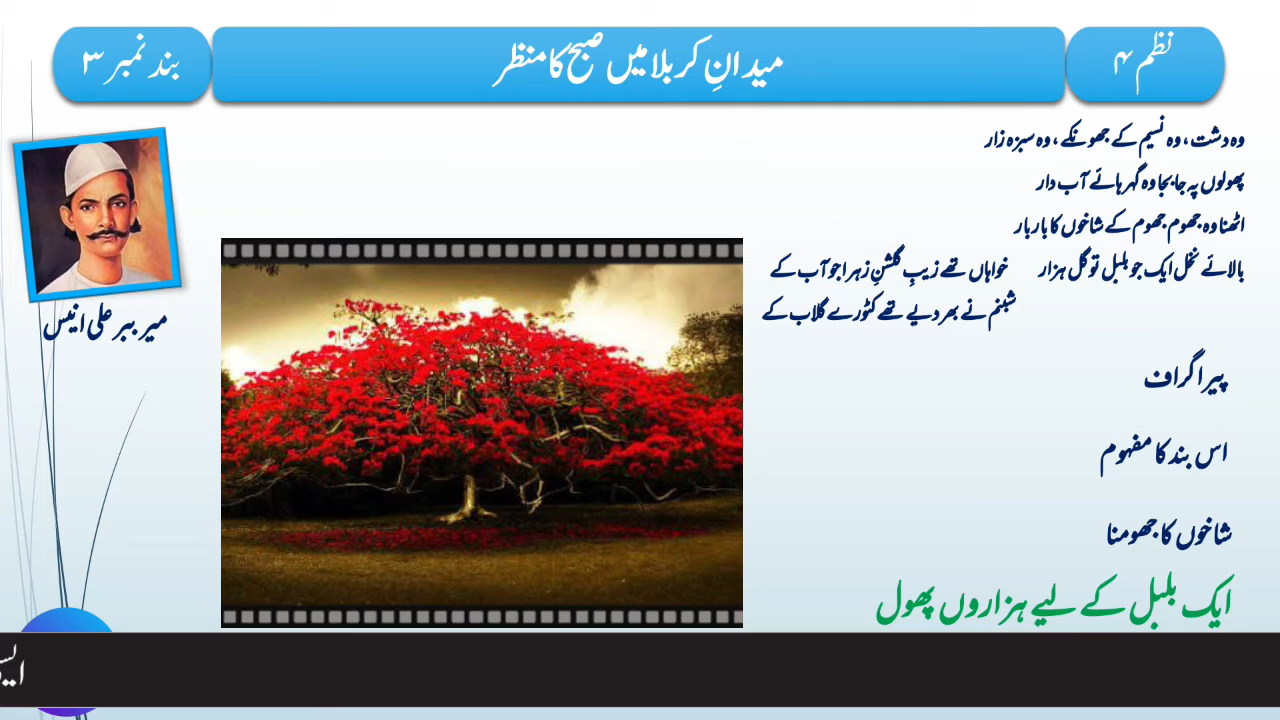 نظم ۴
میدانِ کربلا میں صبح کا منظر
بند نمبر ۳
وہ دشت، وہ نسیم کے جھونکے، وہ سبزہ زار
پھولوں پہ جا بجا وہ گہر ہائے آب دار
اٹھنا وہ جھوم جھوم کے شاخوں کا بار بار
بالائے نخل ایک جو بلبل تو گل ہزار
خواہاں تھے زیبِ گلشنِ زہرا جو آب کے
شبنم نے بھر دیے تھے کٹورے گلاب کے
میر ببر علی انیس
پیراگراف
اس بند کا مفہوم
شاخوں کا جھومنا
ایک بلبل کے لیے ہزاروں پھول